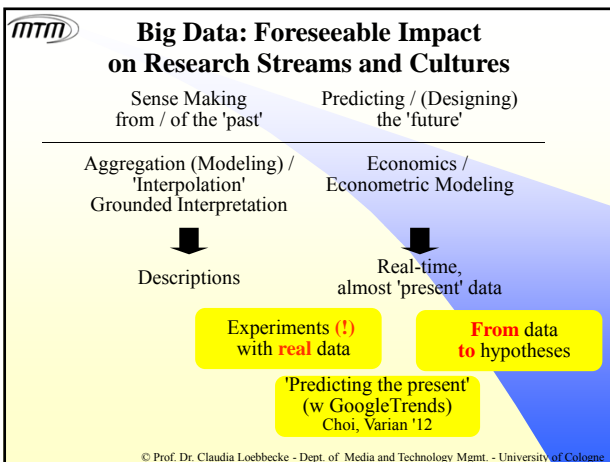 mtm
Big Data: Foreseeable Impact
on Research Streams and Cultures
Sense Making
from / of the 'past'
Predicting / (Designing)
the 'future'
Aggregation (Modeling) /
'Interpolation'
Grounded Interpretation
Economics /
Econometric Modeling
Descriptions
Real-time,
almost 'present' data
Experiments (!)
with real data
From data
to hypotheses
'Predicting the present'
(w GoogleTrends)
Choi, Varian '12
© Prof. Dr. Claudia Loebbecke - Dept. of Media and Technology Mgmt. - University of Cologne